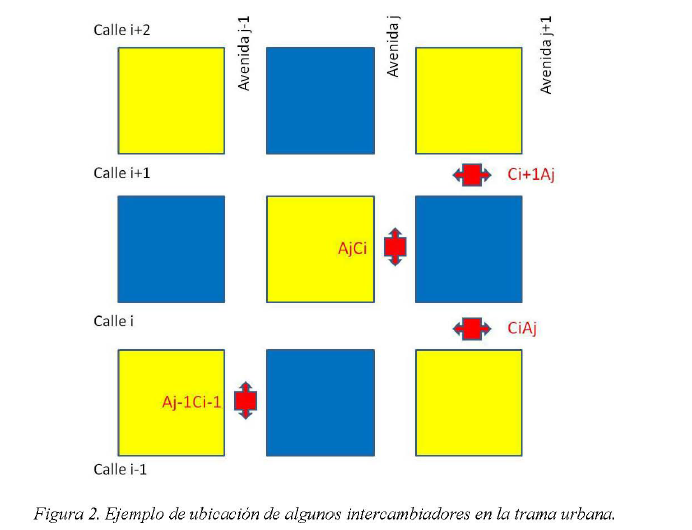 Calle i+2
Avenida j-1
Avenida j
Avenida j+1
Calle i+1
Ci+1Aj
AjCi
Calle i
CiAj
Aj-1Ci-1
Calle i-1
Figura 2. Ejemplo de ubicación de algunos intercambiadores en la trama urbana.